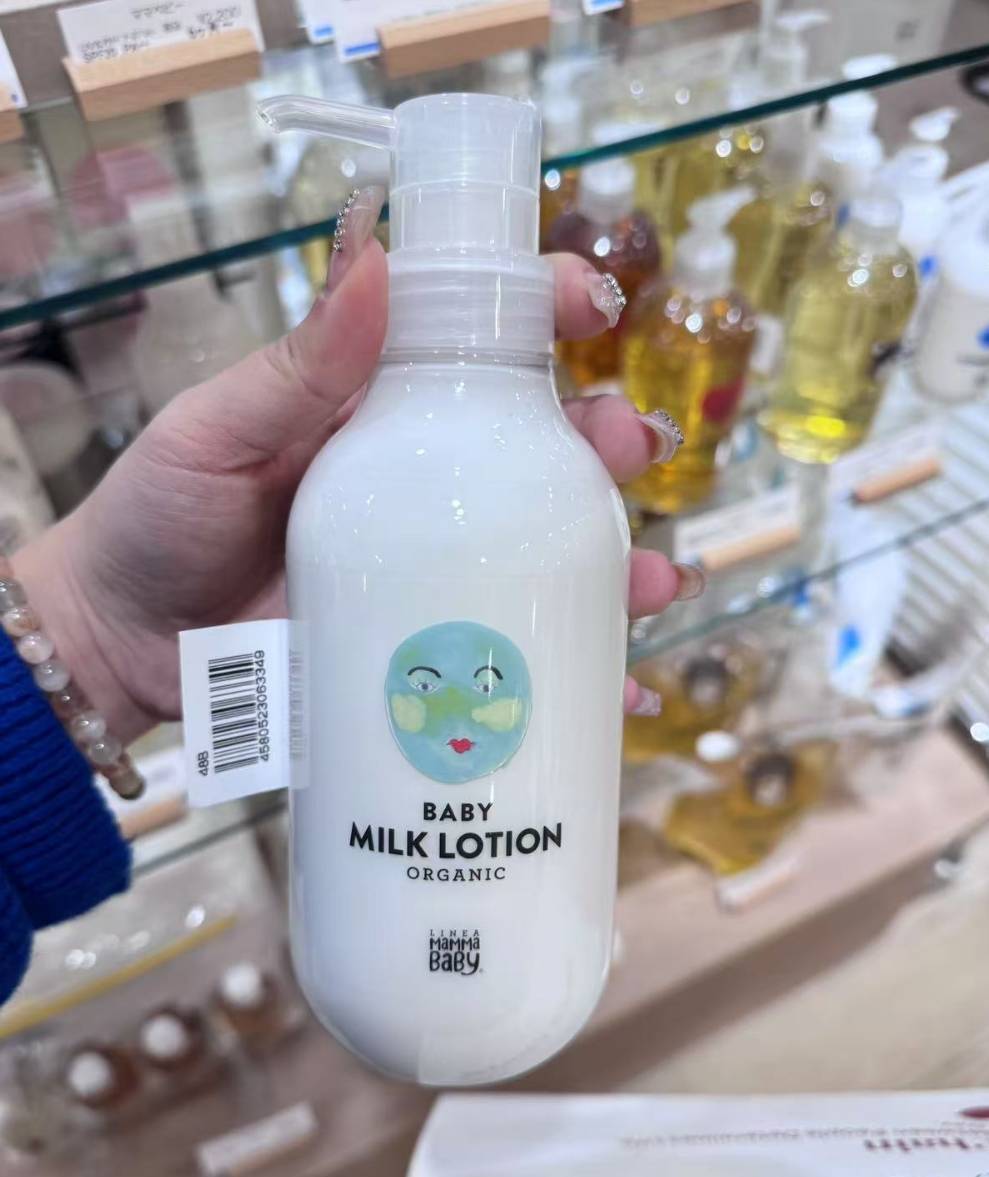 BABY
MILK LOTION
ORGANIC
LINEA
MAMMA
BABY
48B
4580523063349